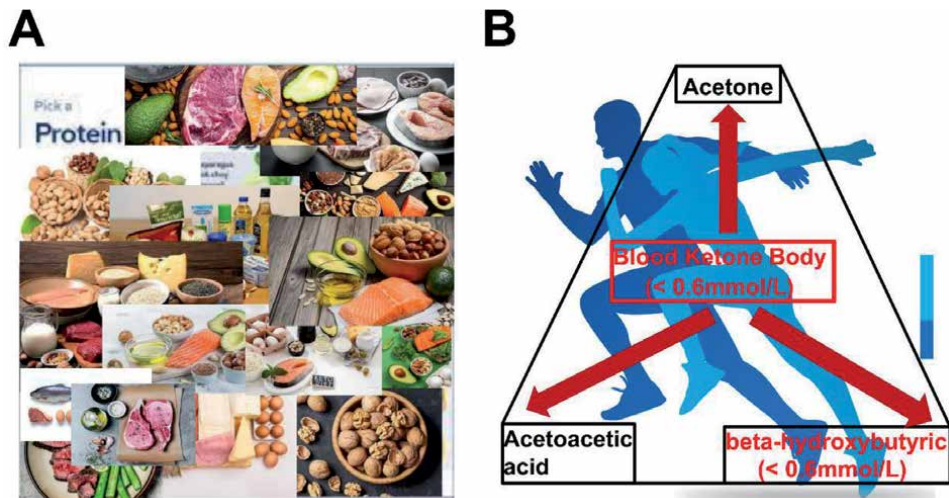 A
Pick a
Protein
B
Acetone
Blood Ketone Body
(< 0.6mmol/L)
Acetoacetic
acid
beta-hydroxybutyric
(< 0.6mmol/L)